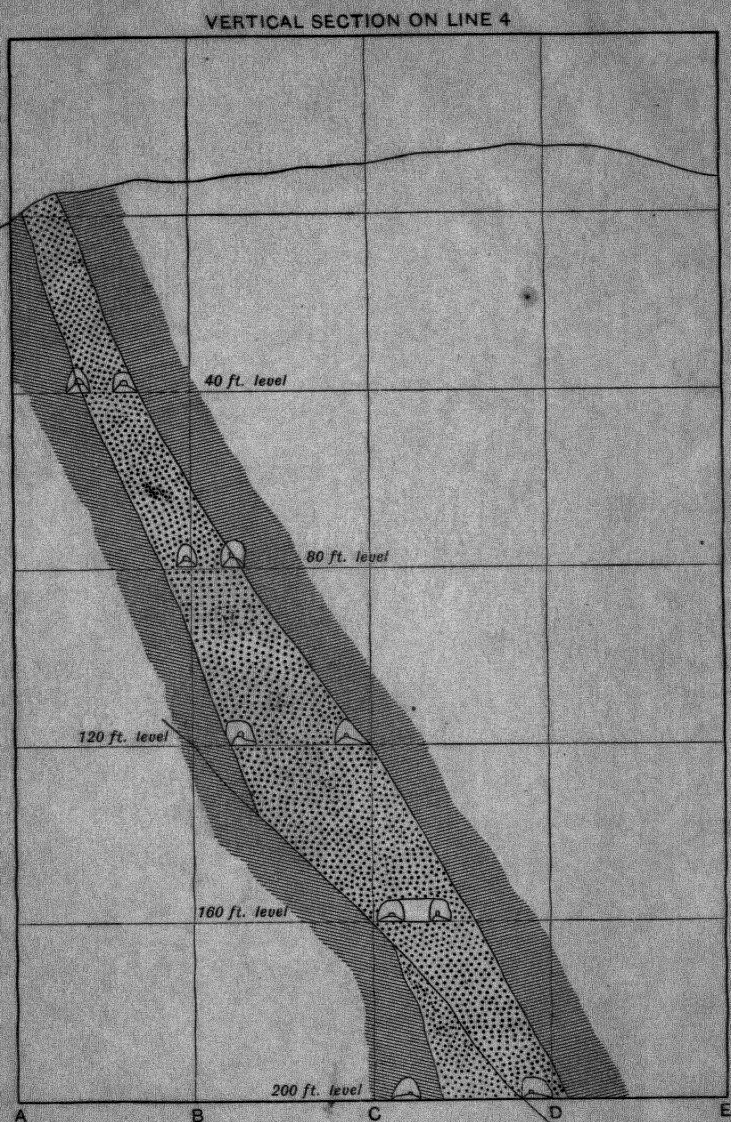 VERTICAL SECTION ON LINE 4
40 ft. level
80 ft. level
120 ft. level
160 ft. level
200 ft. level
A B C D E